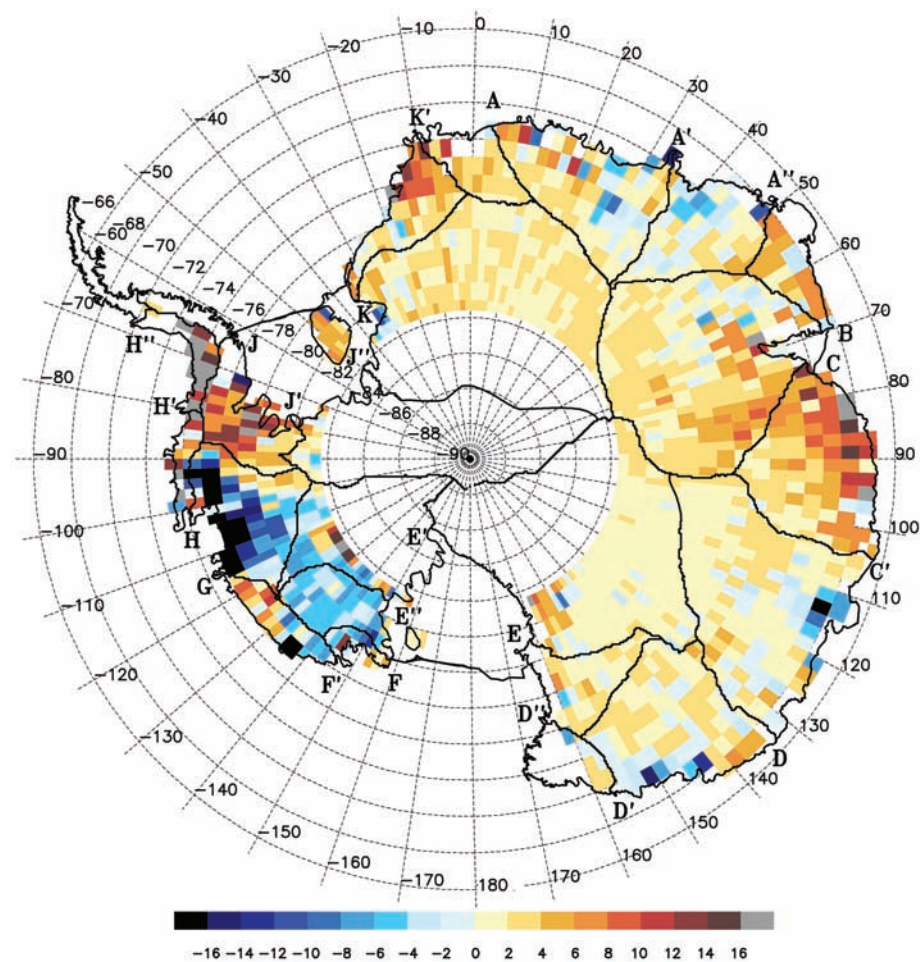 0
-10
10
-20
20
-30
30
-40
40
-50
50
-60
60
-70
70
-80
80
-90
90
-100
100
-110
110
-120
120
-130
130
-140
140
-150
150
-160
160
-170
170
180
-66
-68
-70
-72
-74
-76
-78
-80
-82
-84
-86
-88
-90
A
A'
A''
B
C
C'
D
D'
D''
E
E'
E''
F
F'
G
H
H'
H''
J
J'
J''
K
K'
-16 -14 -12 -10 -8 -6 -4 -2 0 2 4 6 8 10 12 14 16